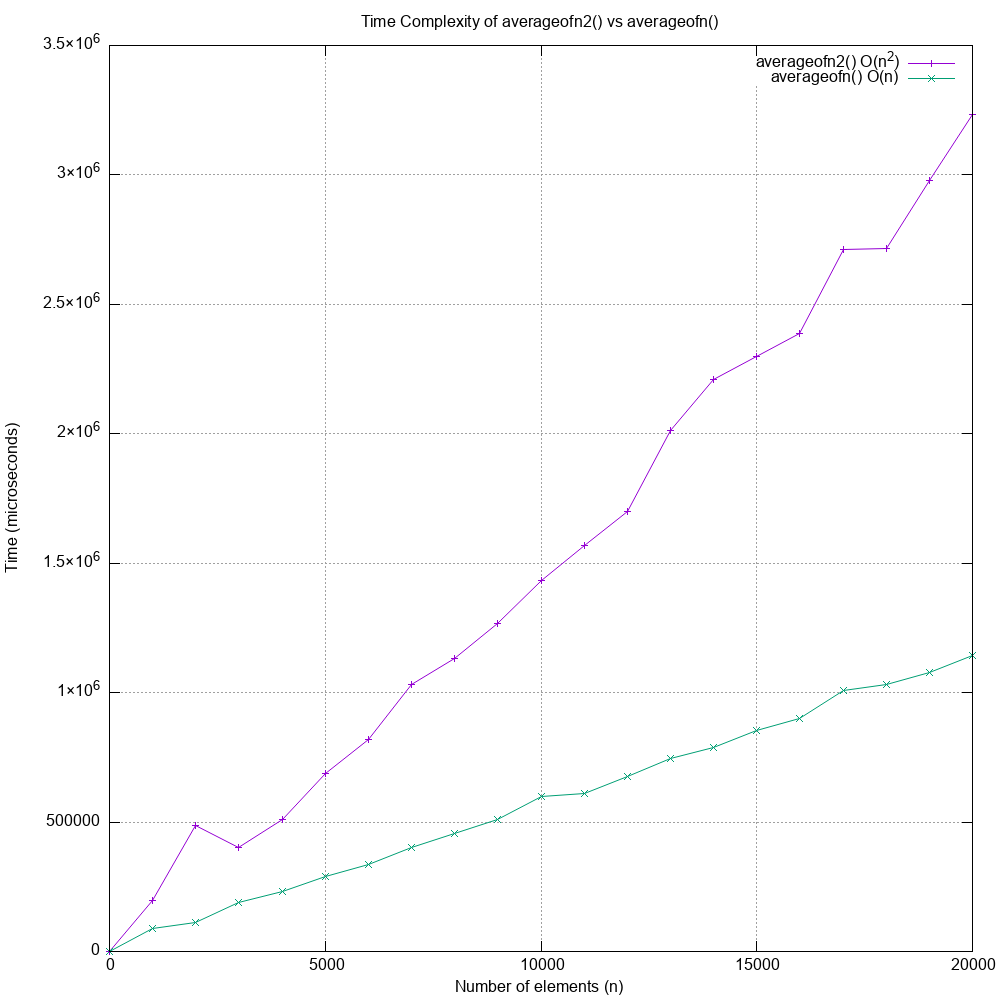 Time Complexity of averageofn2() vs averageofn()
averageofn2() O(n²)
averageofn() O(n)
3.5×10⁶
3×10⁶
2.5×10⁶
2×10⁶
1.5×10⁶
1×10⁶
500000
0
Time (microseconds)
0 5000 10000 15000 20000
Number of elements (n)